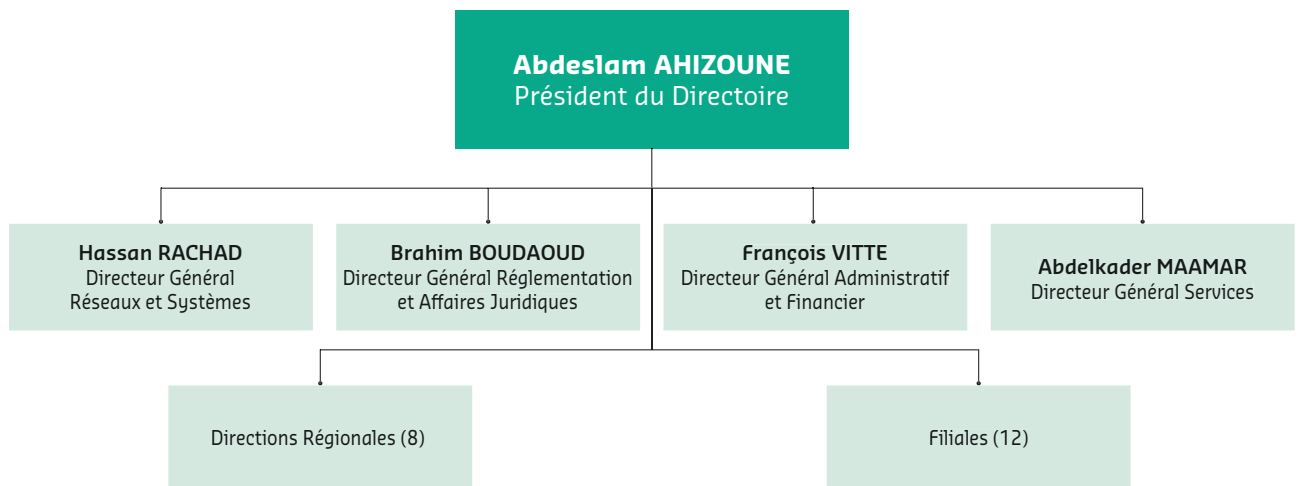 Abdeslam AHIZOUNE
Président du Directoire
Hassan RACHAD
Directeur Général
Réseaux et Systèmes
Brahim BOUDAOUD
Directeur Général Réglementation
et Affaires Juridiques
François VITTE
Directeur Général Administratif
et Financier
Abdelkader MAAMAR
Directeur Général Services
Directions Régionales (8)
Filiales (12)